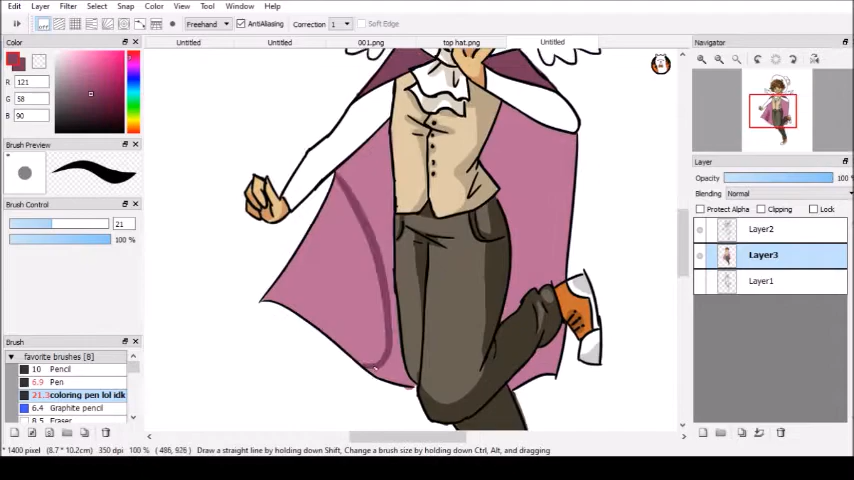 Edit Layer Filter Select Snap Color View Tool Window Help
OFF Freehand AntiAliasing Correction 1 Soft Edge
Color Untitled Untitled 001.png top hat.png Untitled Navigator
R: 121
G: 58
B: 90
Brush Preview
Layer
Opacity 100
Blending Normal
Brush Control
Protect Alpha Clipping Lock
21
100 %
Layer2
Layer3
Layer1
Brush
favorite brushes [8]
10 Pencil
6.9 Pen
21.3 coloring pen lol idk
6.4 Graphite pencil
8.5 Eraser
* 1400 pixel (8.7 * 10.2cm) 350 dpi 100 % ( 486, 926 ) Draw a straight line by holding down Shift, Change a brush size by holding down Ctrl, Alt, and dragging